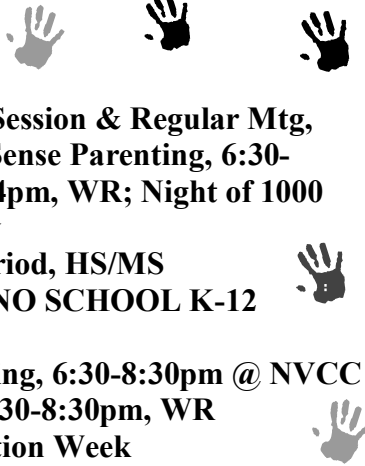 Session & Regular Mtg,
Sense Parenting, 6:30-
4pm, WR; Night of 1000
riod, HS/MS
NO SCHOOL K-12
ng, 6:30-8:30pm @ NVCC
30-8:30pm, WR
tion Week